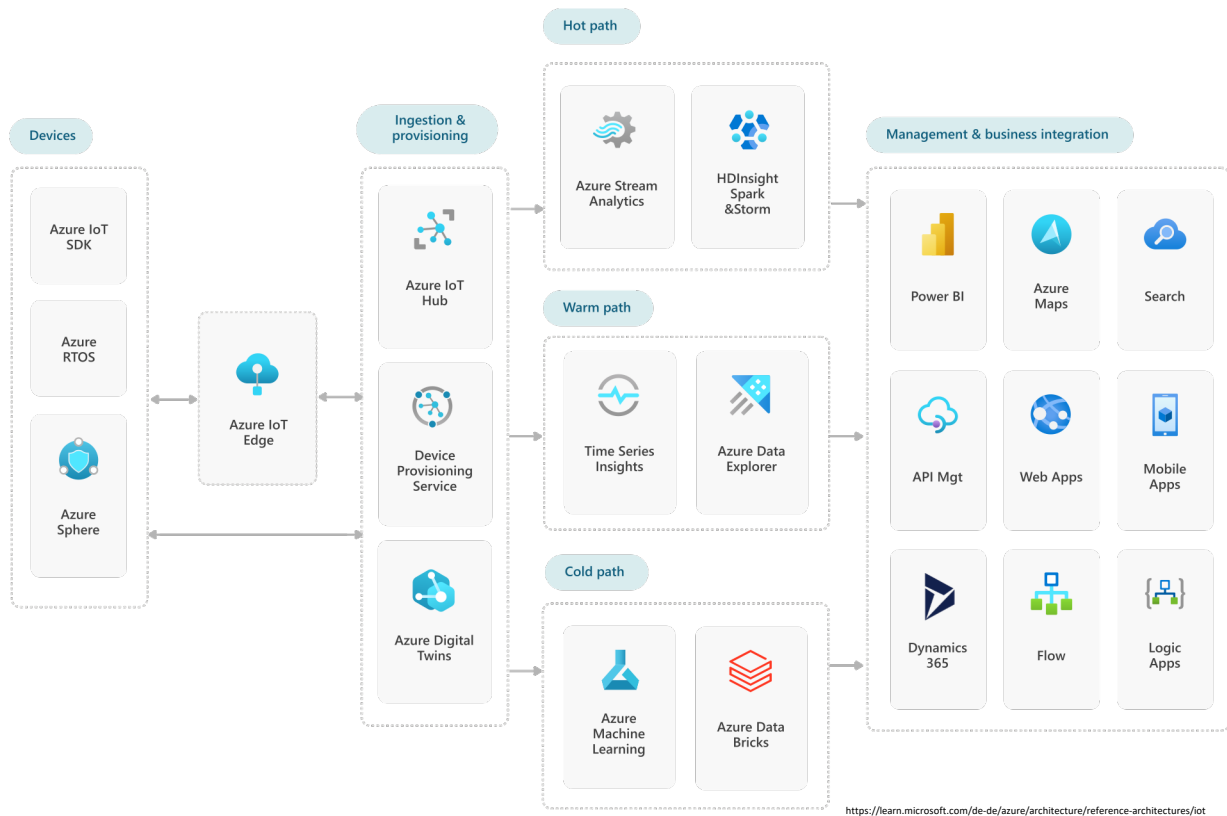 Devices
Azure IoT
SDK
Azure
RTOS
Azure
Sphere
Azure IoT
Edge
Ingestion &
provisioning
Azure IoT
Hub
Device
Provisioning
Service
Azure Digital
Twins
Hot path
Azure Stream
Analytics
HDInsight
Spark
&Storm
Warm path
Time Series
Insights
Azure Data
Explorer
Cold path
Azure
Machine
Learning
Azure Data
Bricks
Management & business integration
Power BI
Azure
Maps
Search
API Mgt
Web Apps
Mobile
Apps
Dynamics
365
Flow
Logic
Apps
https://learn.microsoft.com/de-de/azure/architecture/reference-architectures/iot